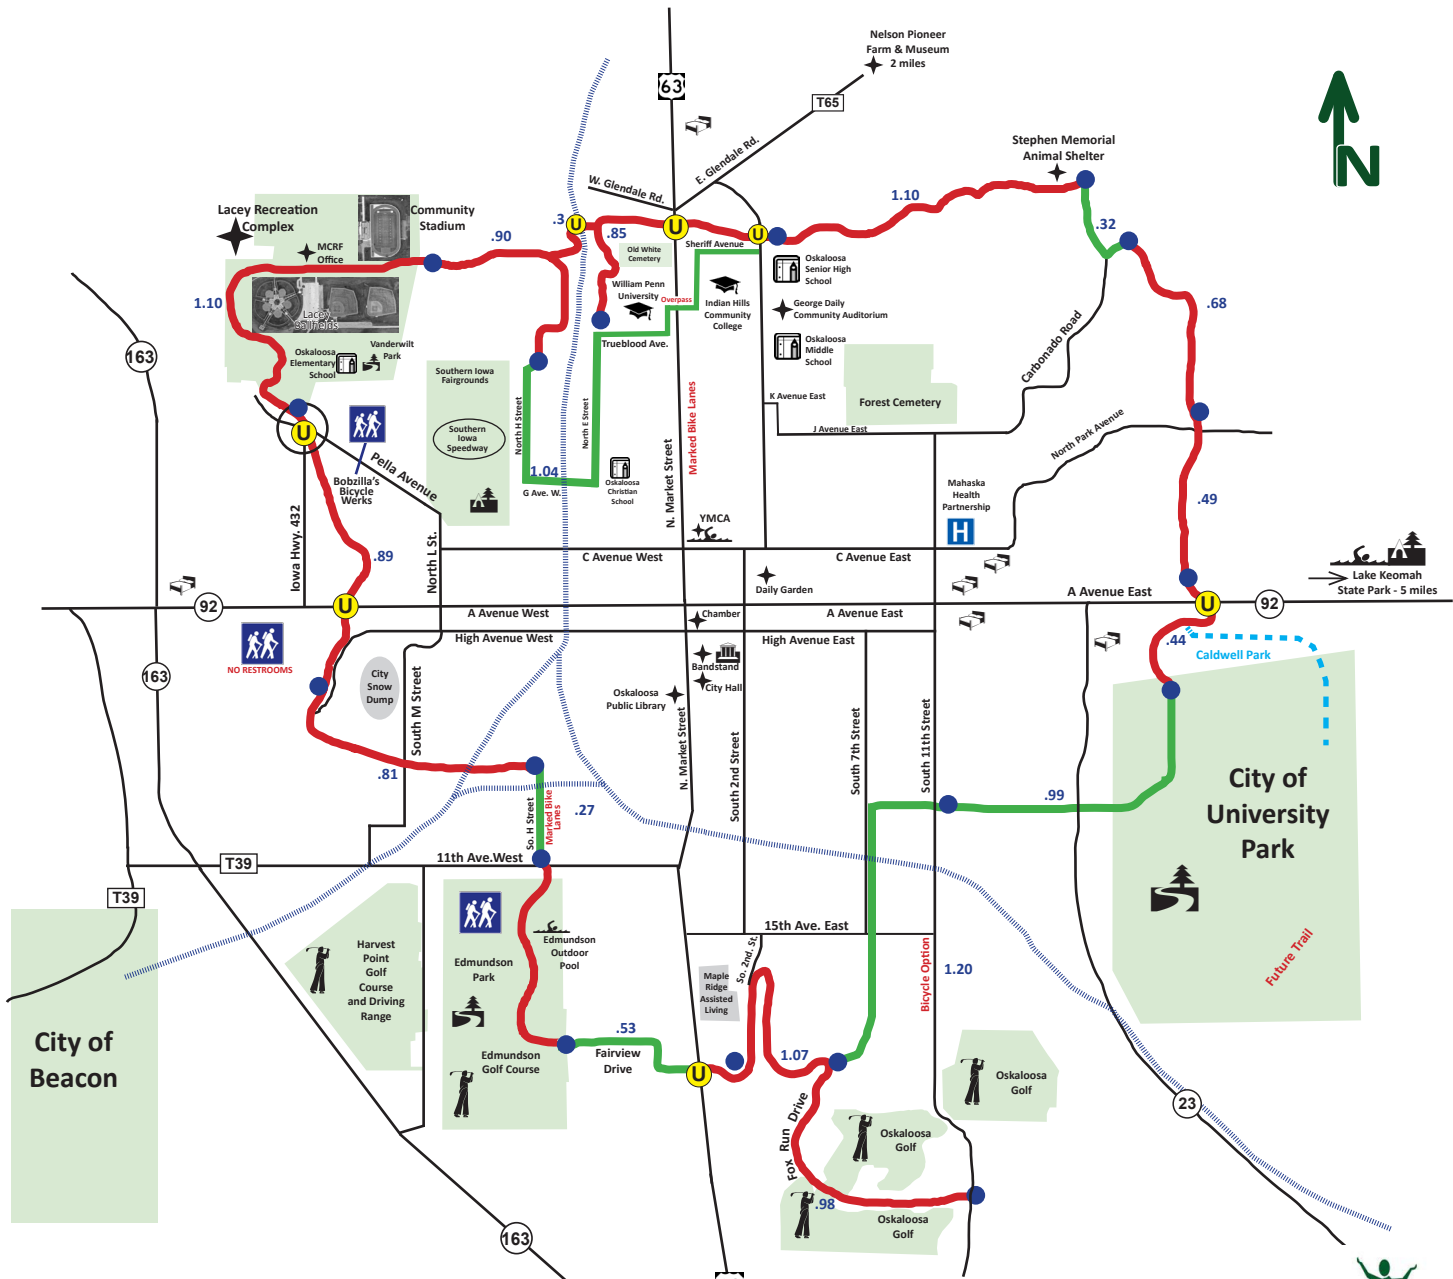 Nelson Pioneer
Farm & Museum
2 miles
63
T65
Stephen Memorial
Animal Shelter
N
E. Glendale Rd.
W. Glendale Rd.
1.10
.32
Lacey Recreation
Complex
Community
Stadium
MCRF
Office
.90
.3
U
.85
U
U
Sheriff Avenue
Old White
Cemetery
Oskaloosa
Senior High
School
William Penn
University
Overpass
Indian Hills
Community
College
George Daily
Community Auditorium
1.10
Lacey
Ballfields
.68
163
Oskaloosa
Elementary
School
Vanderwilt
Park
Trueblood Ave.
Oskaloosa
Middle
School
Carbonado Road
Southern Iowa
Fairgrounds
K Avenue East
Forest Cemetery
J Avenue East
North Park Avenue
North H Street
North E Street
Marked Bike Lanes
N. Market Street
U
Southern
Iowa
Speedway
Pella Avenue
Bobzilla's
Bicycle
Werks
1.04
G Ave. W.
Oskaloosa
Christian
School
Mahaska
Health
Partnership
H
.49
Iowa Hwy. 432
North L St.
YMCA
.89
C Avenue West
C Avenue East
Daily Garden
Lake Keomah
State Park - 5 miles
A Avenue East
92
U
A Avenue West
Chamber
A Avenue East
U
92
High Avenue West
High Avenue East
NO RESTROOMS
.44
Caldwell Park
163
City
Snow
Dump
Bandstand
City Hall
Oskaloosa
Public Library
South M Street
N. Market Street
South 2nd Street
South 7th Street
South 11th Street
.81
So. H Street
Marked Bike
Lanes
.27
.99
City of
University
Park
T39
11th Ave.West
T39
15th Ave. East
So. 2nd. St.
Harvest
Point
Golf
Course
and Driving
Range
Edmundson
Park
Edmundson
Outdoor
Pool
Maple
Ridge
Assisted
Living
Bicycle Option
1.20
Future Trail
City of
Beacon
.53
Fairview
Drive
Edmundson
Golf Course
U
1.07
Oskaloosa
Golf
23
Fox Run Drive
Oskaloosa
Golf
.98
Oskaloosa
Golf
163